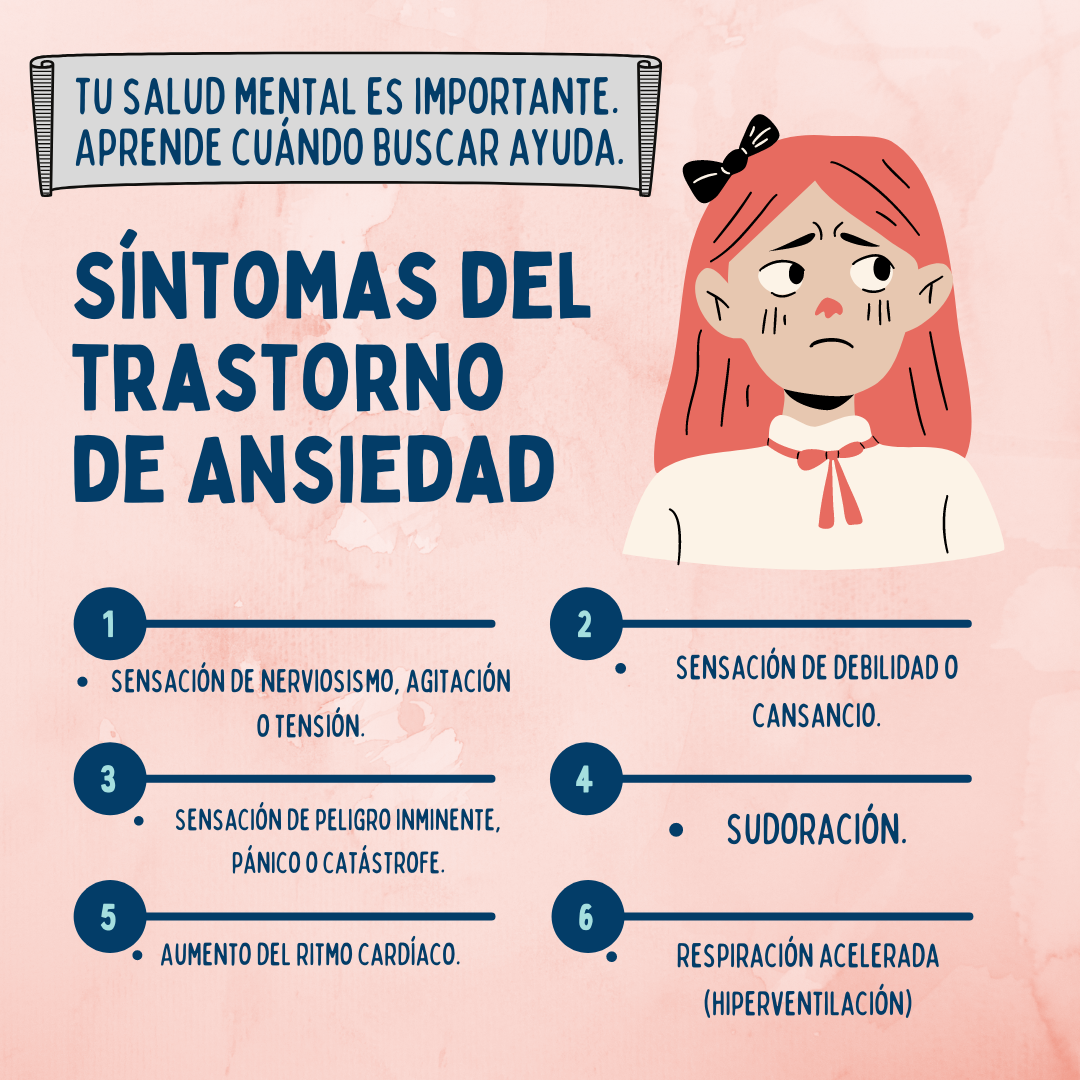 TU SALUD MENTAL ES IMPORTANTE.
APRENDE CUÁNDO BUSCAR AYUDA.
SÍNTOMAS DEL
TRASTORNO
DE ANSIEDAD
1
• SENSACIÓN DE NERVIOSISMO, AGITACIÓN
O TENSIÓN.
2
• SENSACIÓN DE DEBILIDAD O
CANSANCIO.
3
• SENSACIÓN DE PELIGRO INMINENTE,
PÁNICO O CATÁSTROFE.
4
• SUDORACIÓN.
5
• AUMENTO DEL RITMO CARDÍACO.
6
• RESPIRACIÓN ACELERADA
(HIPERVENTILACIÓN)